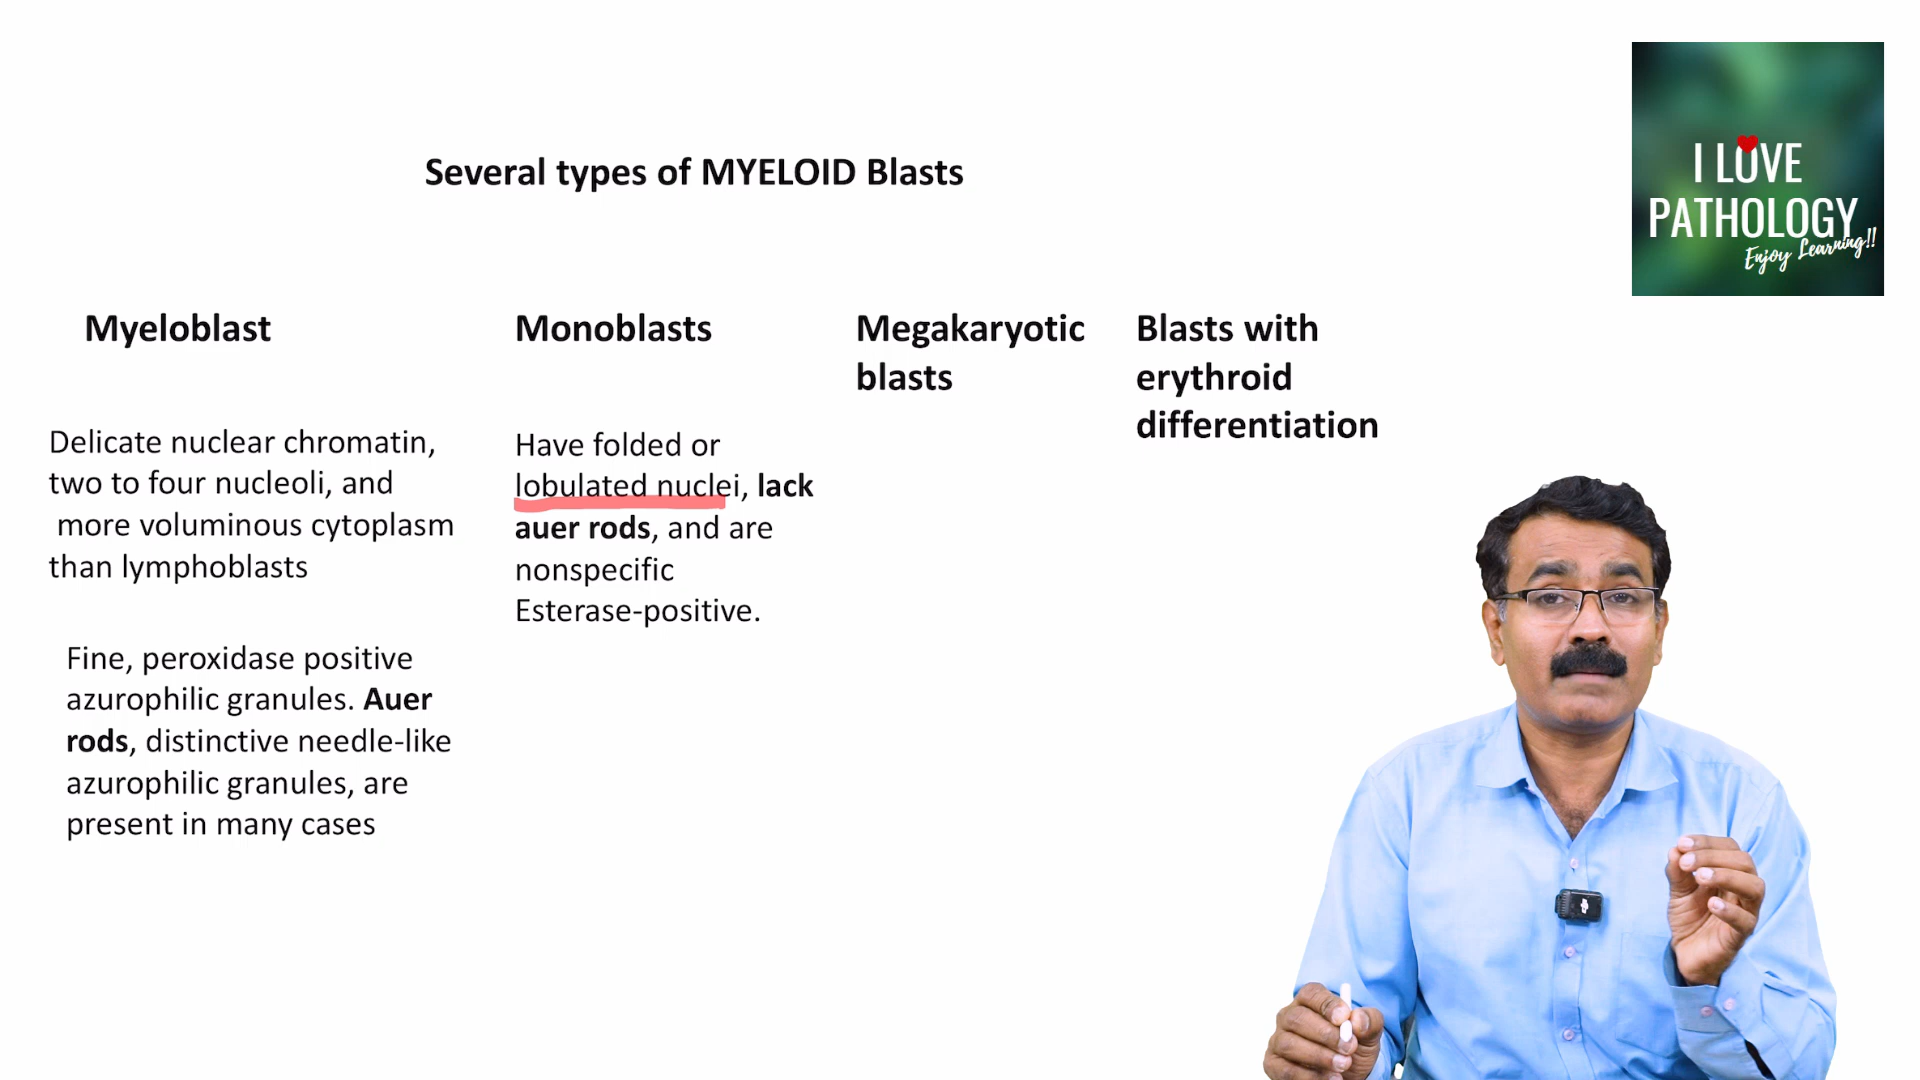 Several types of MYELOID Blasts
I LOVE
PATHOLOGY
Enjoy Learning!!
Myeloblast
Monoblasts
Megakaryotic
blasts
Blasts with
erythroid
differentiation
Delicate nuclear chromatin,
two to four nucleoli, and
more voluminous cytoplasm
than lymphoblasts
Fine, peroxidase positive
azurophilic granules. Auer
rods, distinctive needle-like
azurophilic granules, are
present in many cases
Have folded or
lobulated nuclei, lack
auer rods, and are
nonspecific
Esterase-positive.